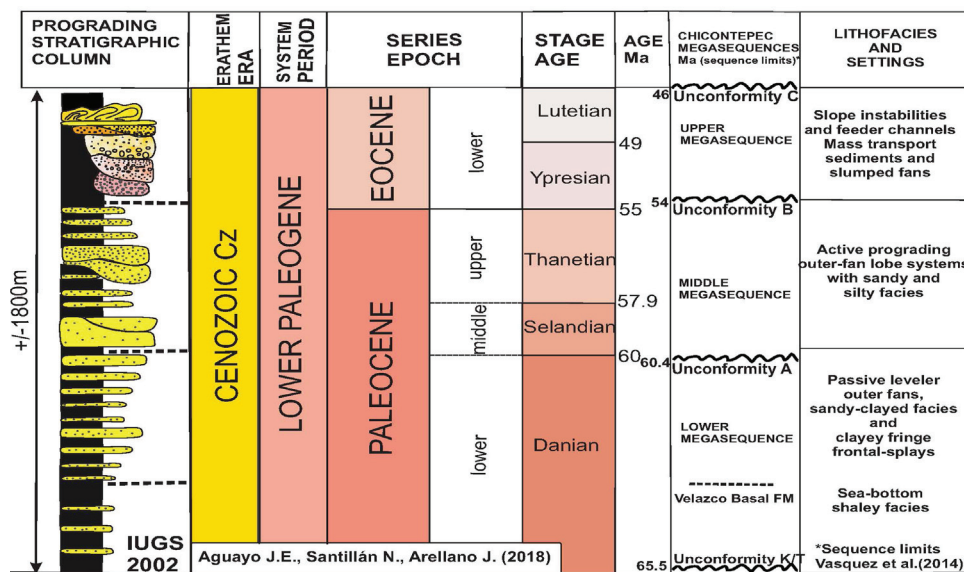 PROGRADING
STRATIGRAPHIC
COLUMN
ERATHEM
ERA
SYSTEM
PERIOD
SERIES
EPOCH
STAGE
AGE
AGE
Ma
CHICONTEPEC
MEGASEQUENCES
Ma (sequence limits)*
LITHOFACIES
AND
SETTINGS
+/-1800m
CENOZOIC Cz
LOWER PALEOGENE
EOCENE
PALEOCENE
lower
upper
middle
lower
Lutetian
Ypresian
Thanetian
Selandian
Danian
49
55
57.9
60
46
Unconformity C
UPPER
MEGASEQUENCE
54
Unconformity B
MIDDLE
MEGASEQUENCE
60.4
Unconformity A
LOWER
MEGASEQUENCE
Velazco Basal FM
65.5
Unconformity K/T
Slope instabilities
and feeder channels
Mass transport
sediments and
slumped fans
Active prograding
outer-fan lobe systems
with sandy and
silty facies
Passive leveler
outer fans,
sandy-clayed facies
and
clayey fringe
frontal-splays
Sea-bottom
shaley facies
*Sequence limits
Vasquez et al.(2014)
IUGS
2002
Aguayo J.E., Santillán N., Arellano J. (2018)